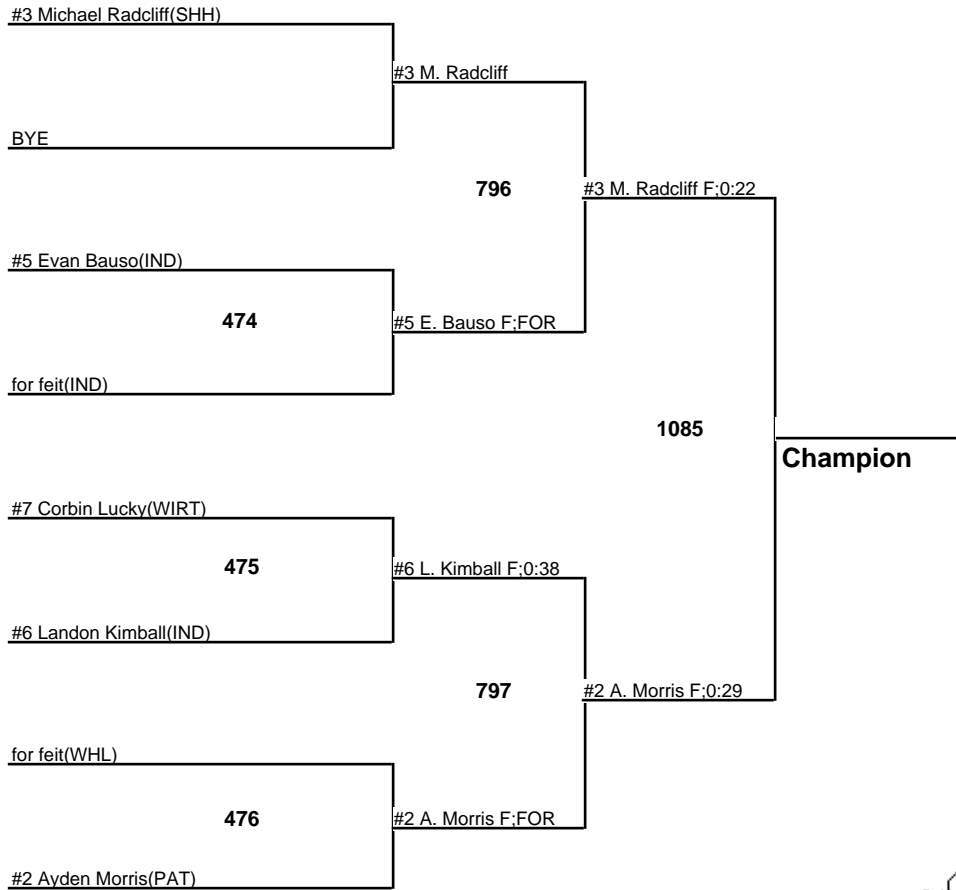 #3 Michael Radcliff(SHH)
#3 M. Radcliff
BYE
796
#3 M. Radcliff F;0:22
#5 Evan Bauso(IND)
474
#5 E. Bauso F;FOR
for feit(IND)
1085
Champion
#7 Corbin Lucky(WIRT)
475
#6 L. Kimball F;0:38
#6 Landon Kimball(IND)
797
#2 A. Morris F;0:29
for feit(WHL)
476
#2 A. Morris F;FOR
#2 Ayden Morris(PAT)